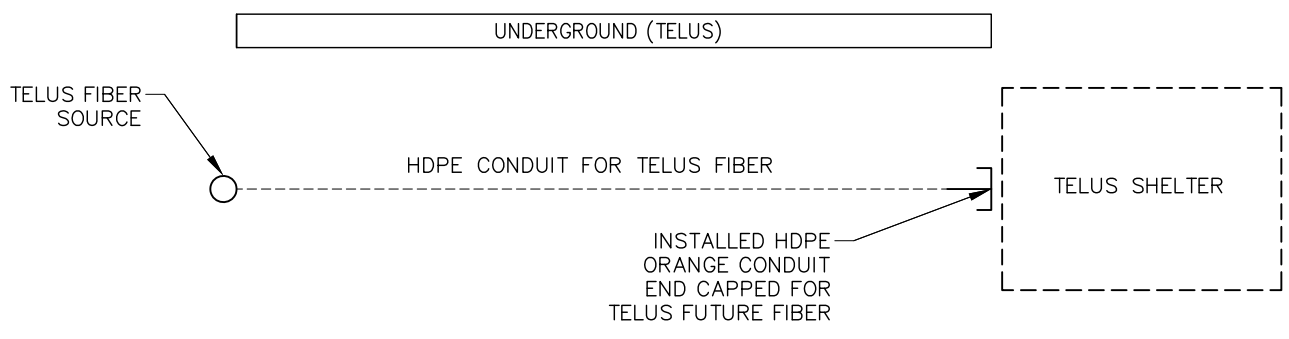 UNDERGROUND (TELUS)
TELUS FIBER
SOURCE
HDPE CONDUIT FOR TELUS FIBER
TELUS SHELTER
INSTALLED HDPE
ORANGE CONDUIT
END CAPPED FOR
TELUS FUTURE FIBER